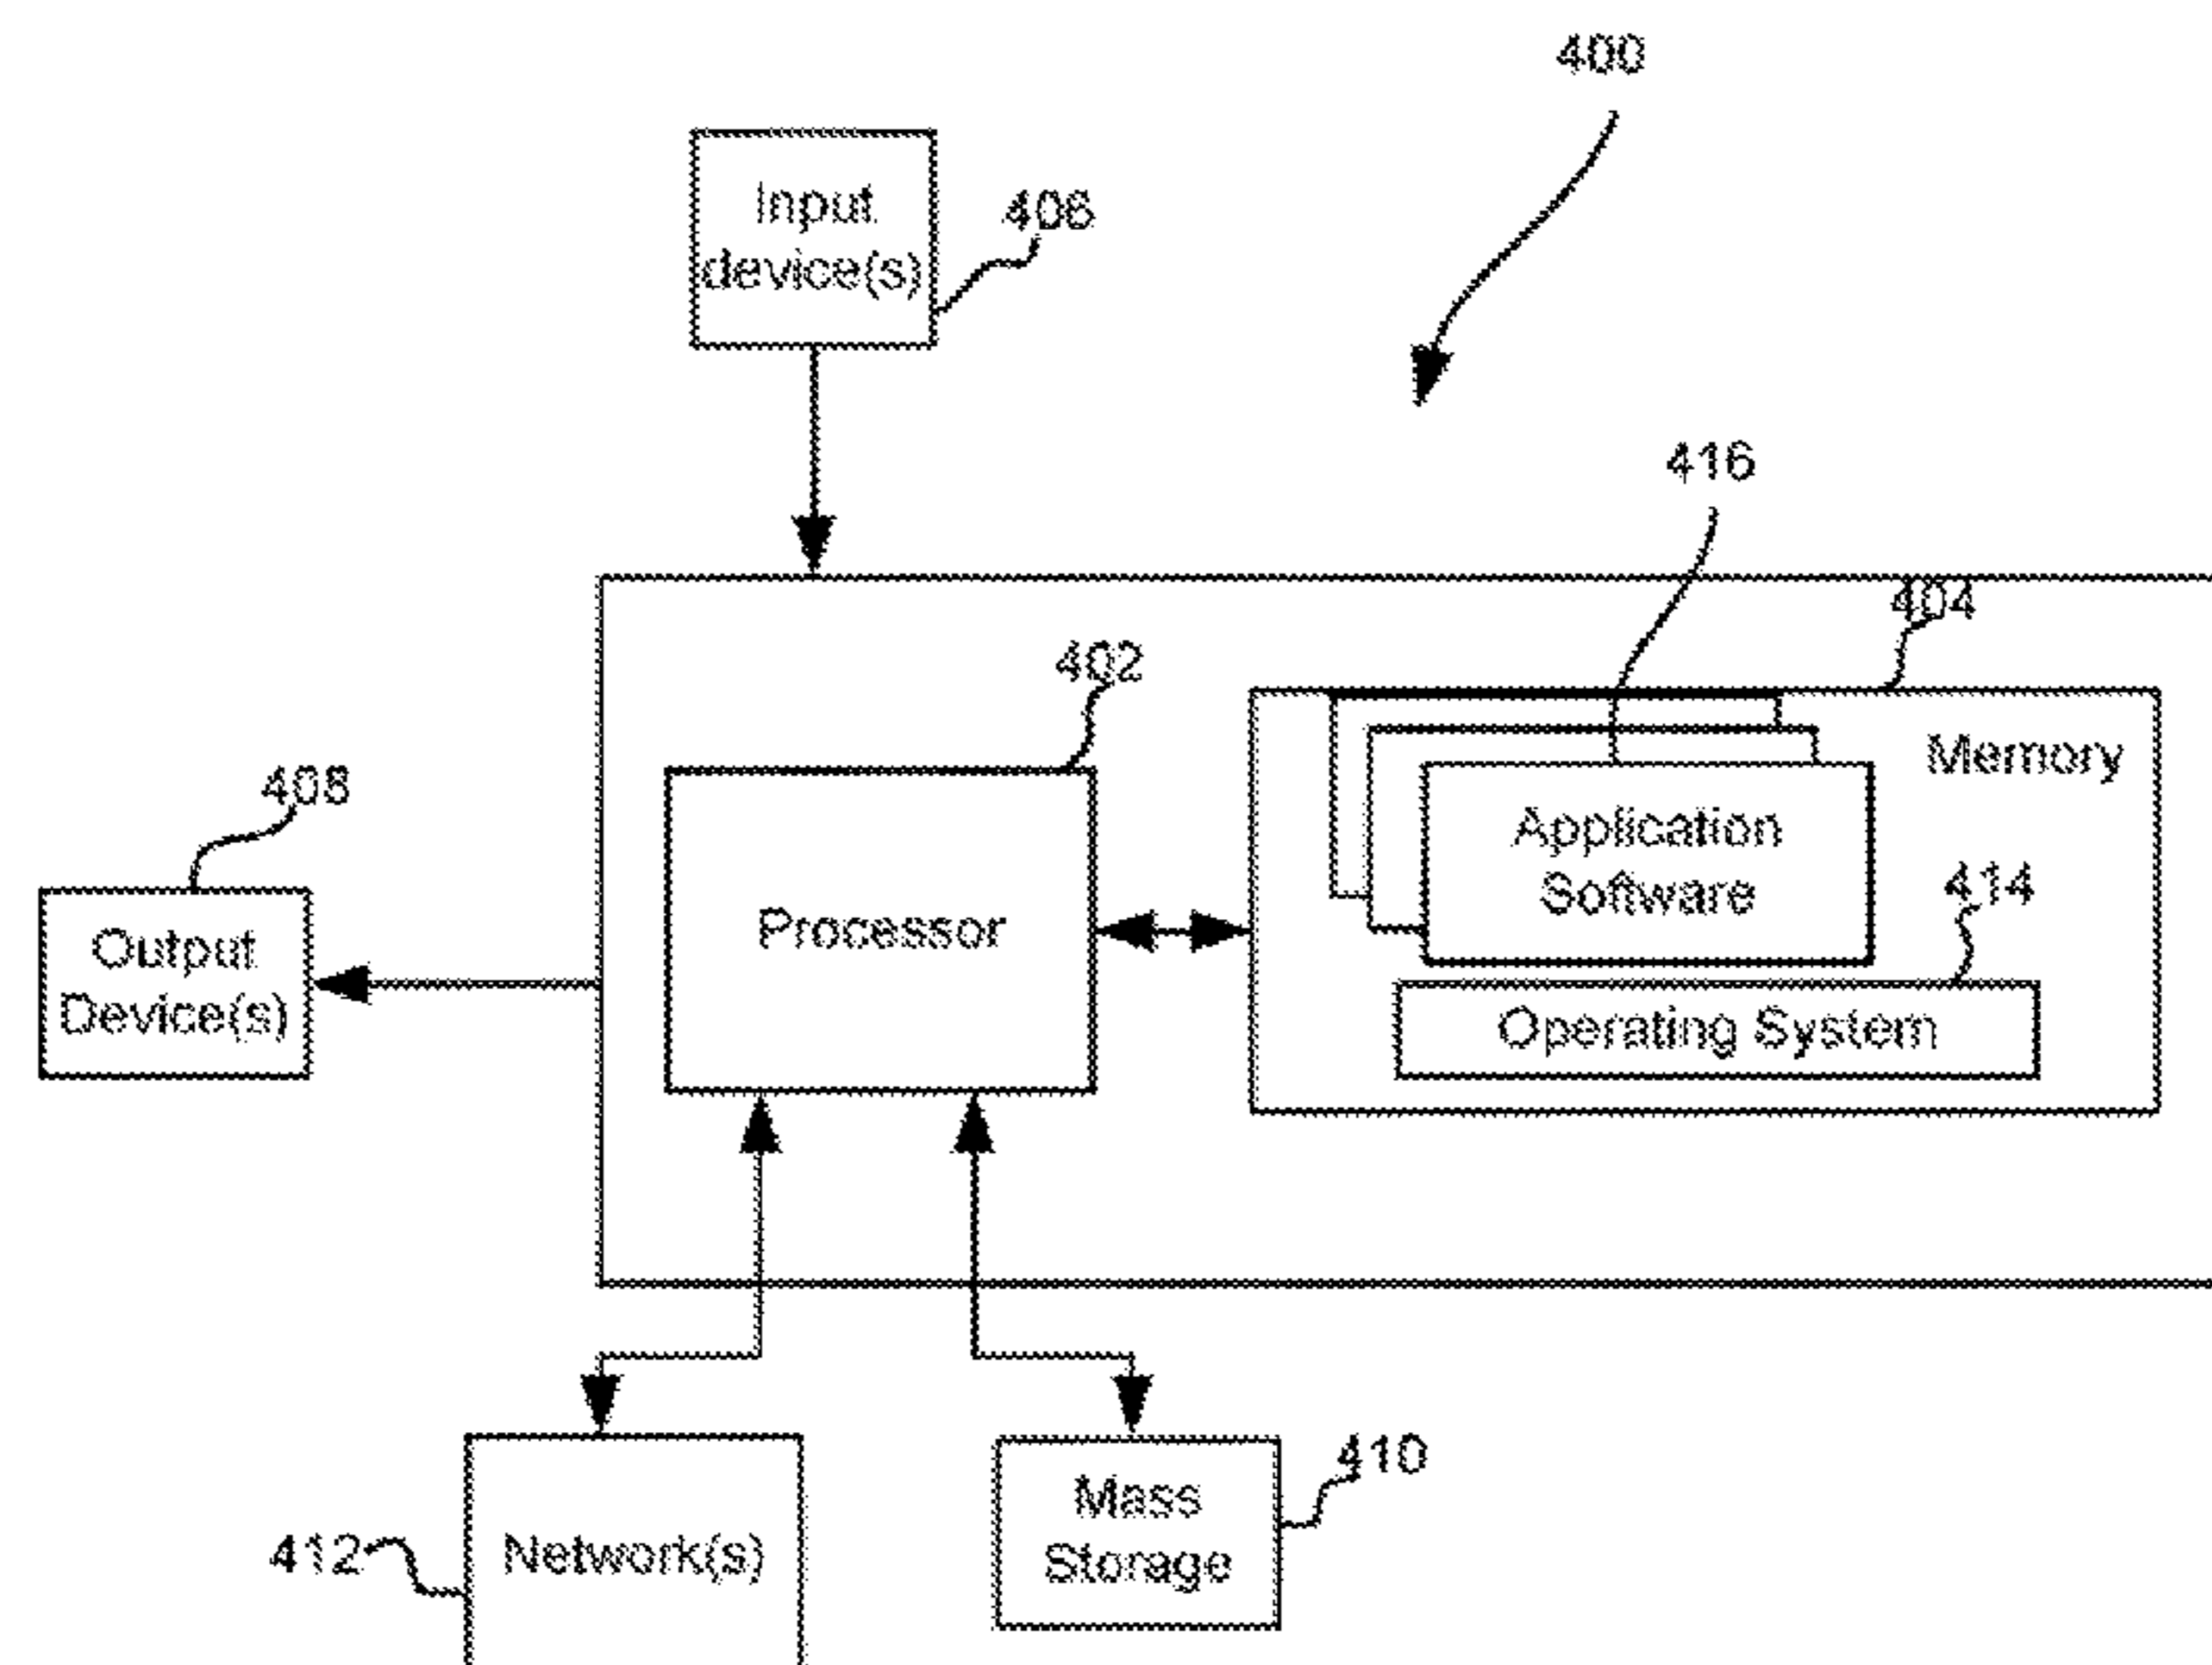 400
Input
device(s)
406
416
404
402
Memory
408
Application
Software
414
Processor
Output
Device(s)
Operating System
410
Mass
Storage
412
Network(s)